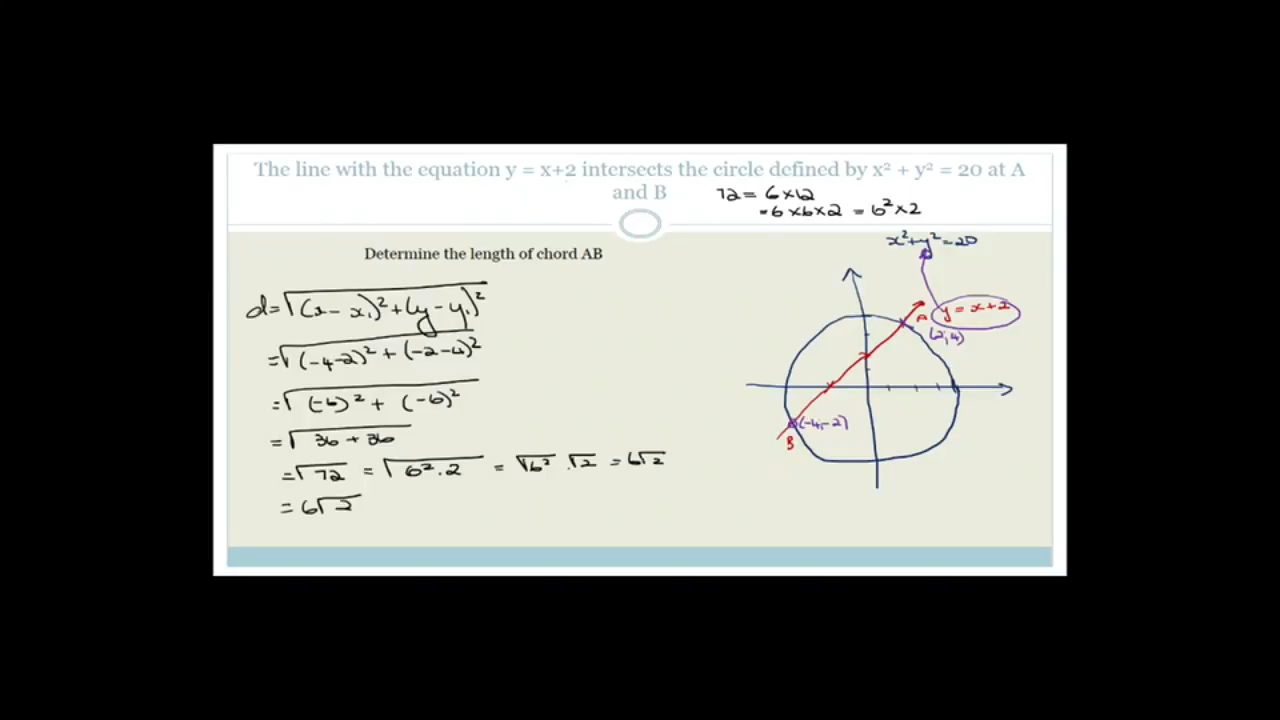 The line with the equation y = x+2 intersects the circle defined by x² + y² = 20 at A
and B
72 = 6×12
=6×6×2 = 6²×2
x²+y²=20
Determine the length of chord AB
d=√(x-x₁)²+(y-y₁)²
=√(-4-2)²+(-2-4)²
=√(-6)²+(-6)²
=√36+36
=√72 = √6².2 = √6².√2 = 6√2
= 6√2
A
y = x+2
(2;4)
(-4;-2)
B